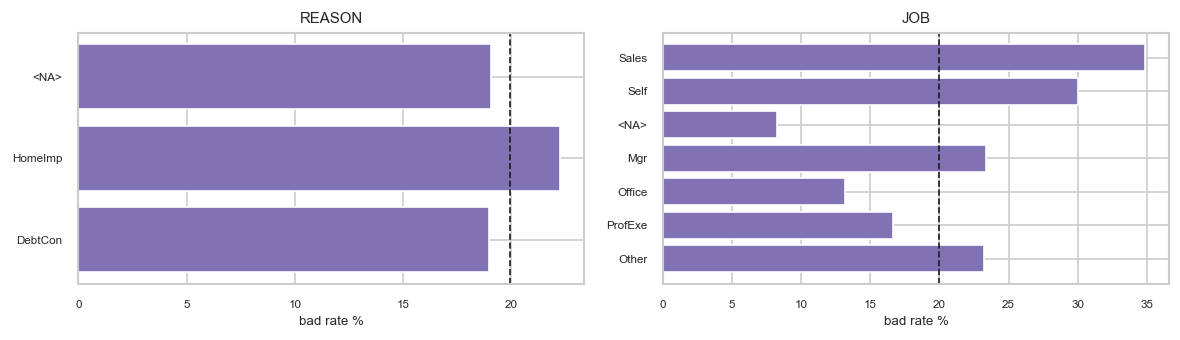 REASON
<NA>
HomeImp
DebtCon
0 5 10 15 20
bad rate %
JOB
Sales
Self
<NA>
Mgr
Office
ProfExe
Other
0 5 10 15 20 25 30 35
bad rate %